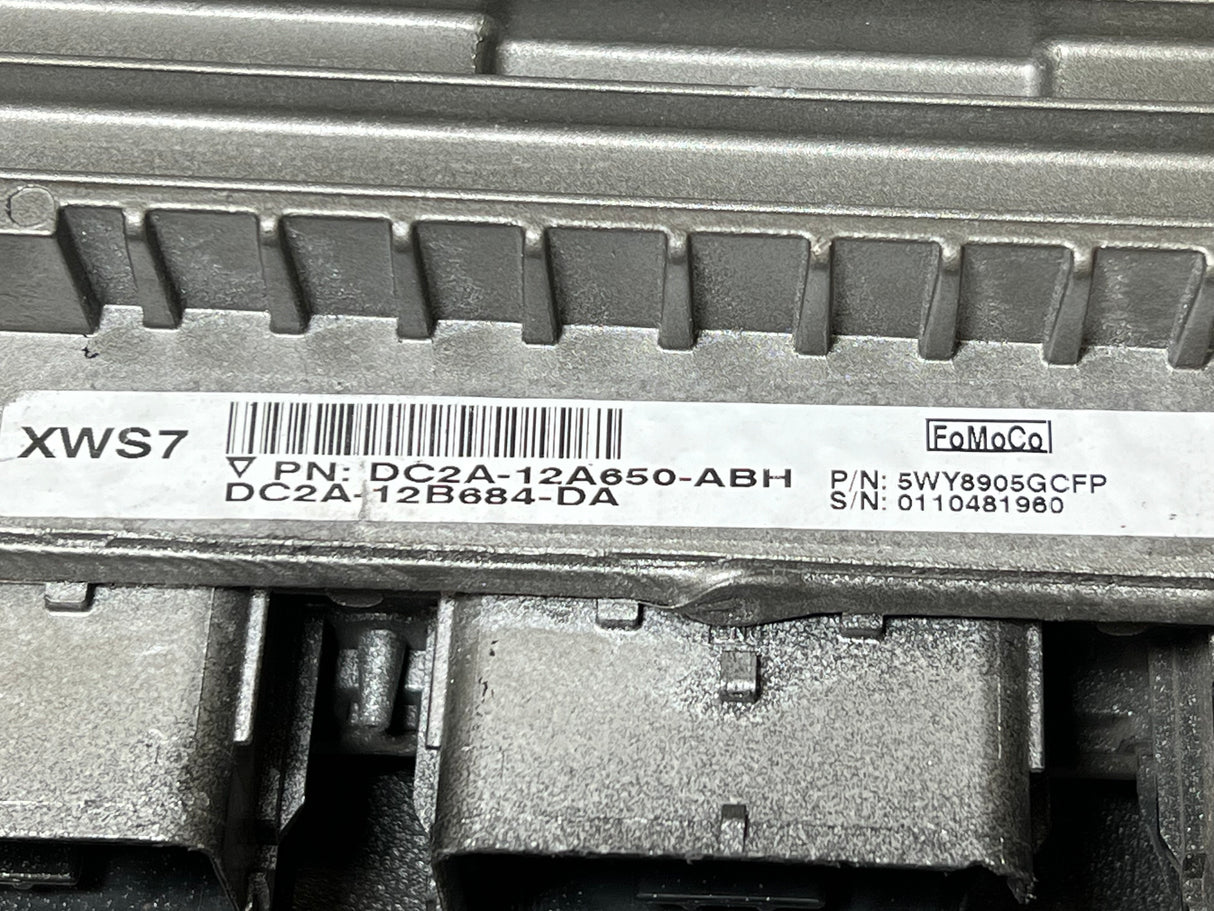 XWS7
PN: DC2A-12A650-ABH
DC2A-12B684-DA
FoMoCo
P/N: 5WY8905GCFP
S/N: 0110481960